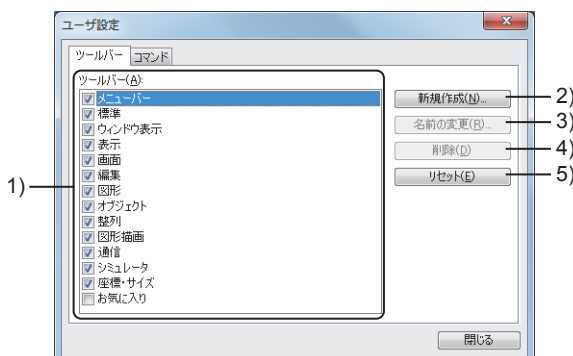 ユーザ設定
ツールバー コマンド
ツールバー(A):
メニューバー
標準
ウィンドウ表示
表示
画面
編集
図形
オブジェクト
整列
図形描画
通信
シミュレータ
座標・サイズ
お気に入り
新規作成(N)...
名前の変更(R)...
削除(D)
リセット(E)
閉じる
1)
2)
3)
4)
5)